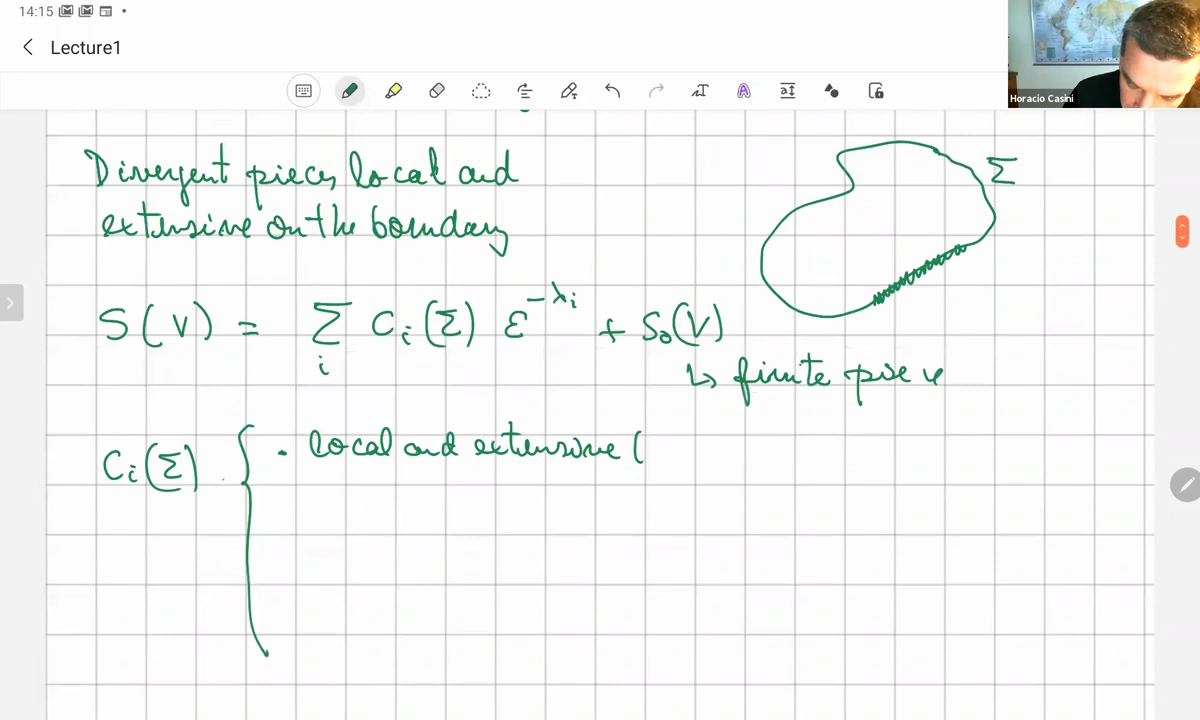 14:15
Lecture1
Horacio Casini
Divergent pieces local and
extensive on the boundary
Σ
S(V) = Σ_i C_i(Σ) ε^{-λ_i} + S_0(V)
↳ finite piece
C_i(Σ) { · local and extensive (